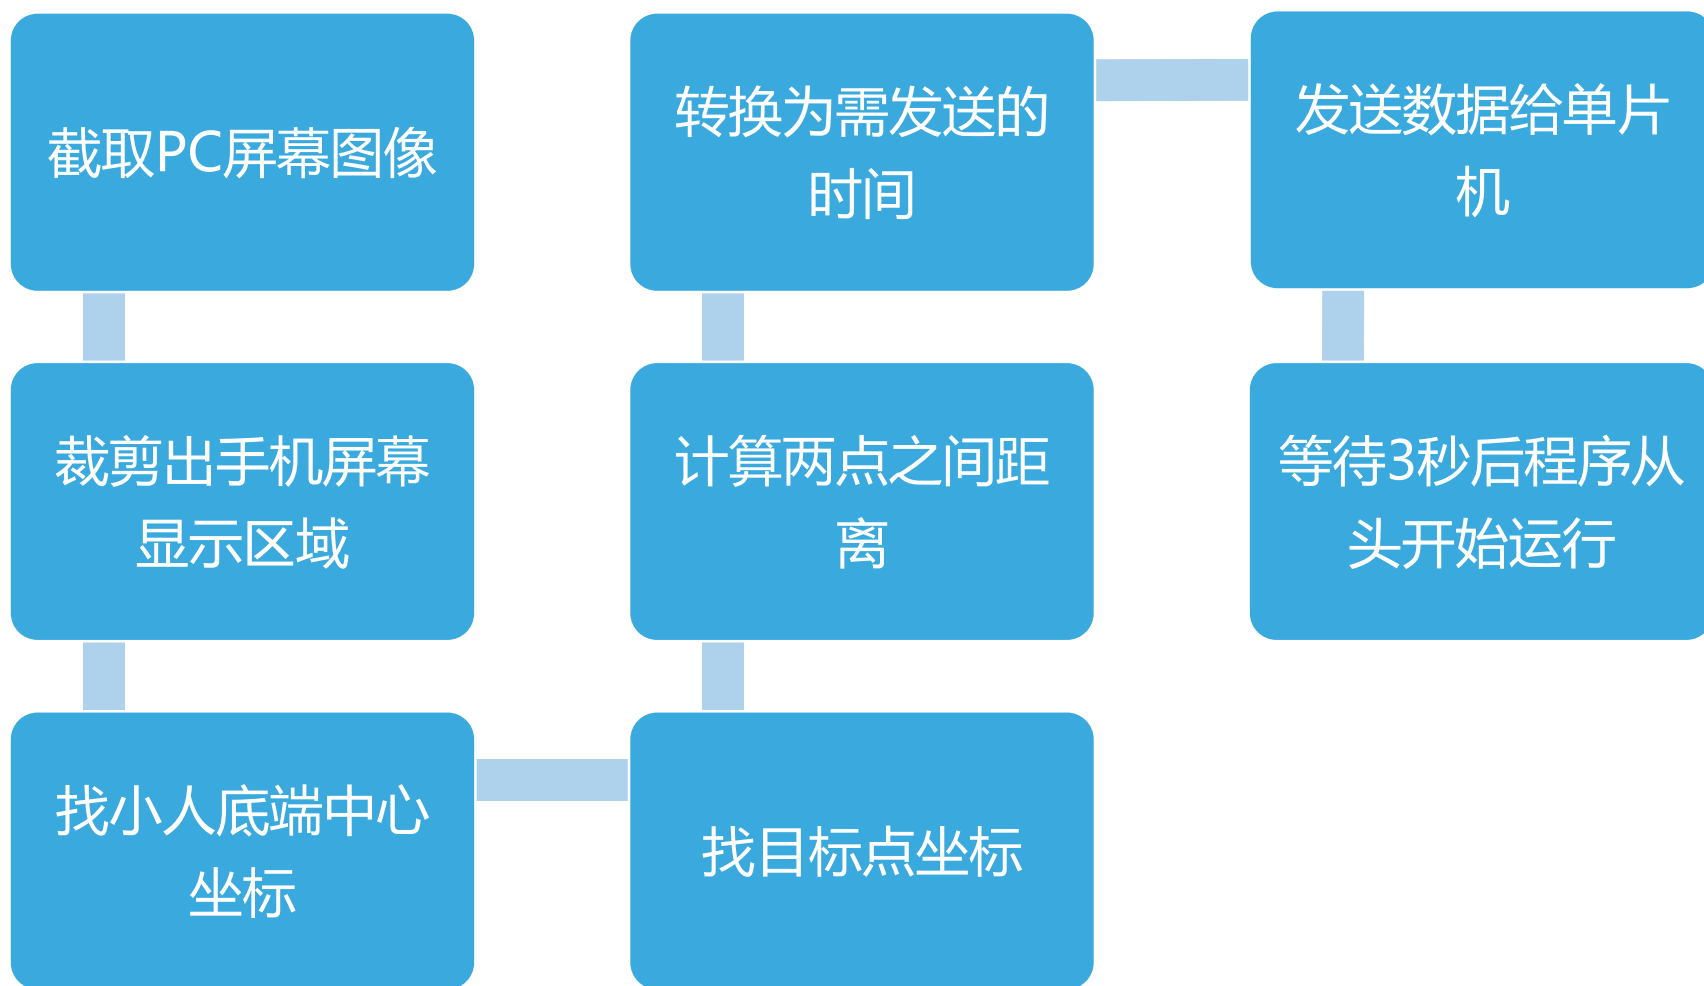 截取PC屏幕图像
裁剪出手机屏幕
显示区域
找小人底端中心
坐标
找目标点坐标
计算两点之间距
离
转换为需发送的
时间
发送数据给单片
机
等待3秒后程序从
头开始运行